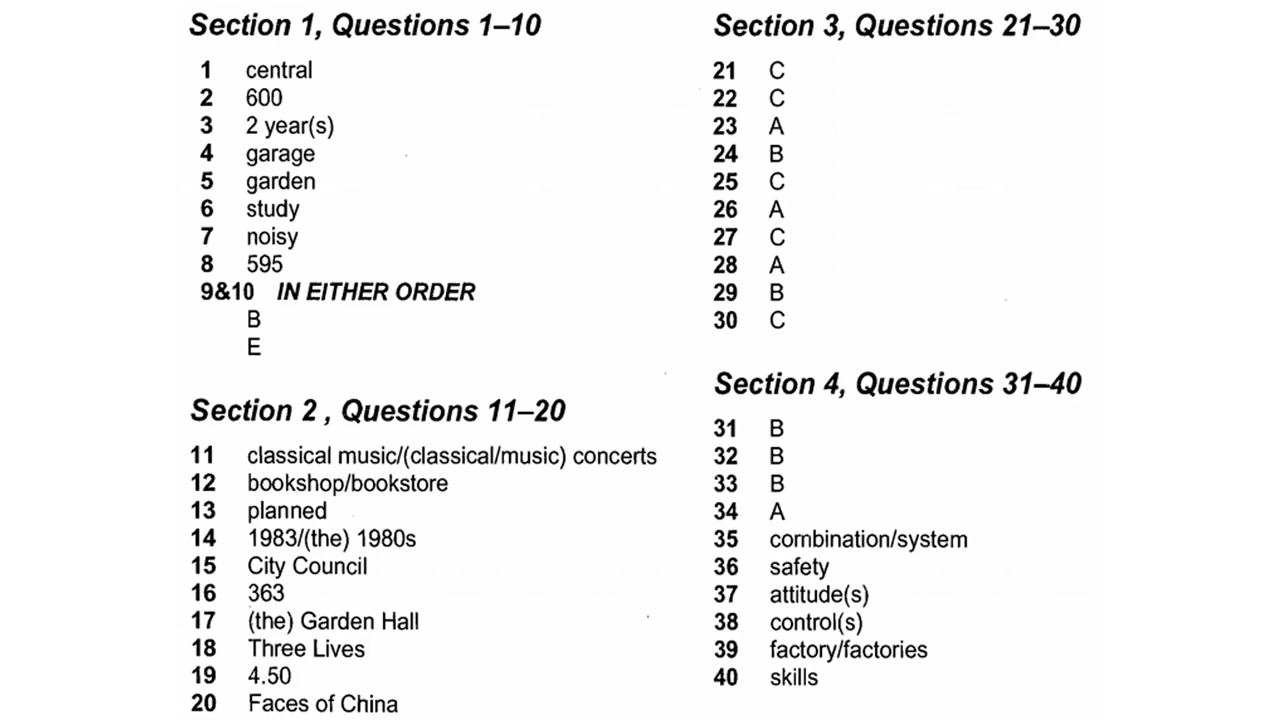 Section 1, Questions 1–10
1 central
2 600
3 2 year(s)
4 garage
5 garden
6 study
7 noisy
8 595
9&10 IN EITHER ORDER
B
E
Section 2 , Questions 11–20
11 classical music/(classical/music) concerts
12 bookshop/bookstore
13 planned
14 1983/(the) 1980s
15 City Council
16 363
17 (the) Garden Hall
18 Three Lives
19 4.50
20 Faces of China
Section 3, Questions 21–30
21 C
22 C
23 A
24 B
25 C
26 A
27 C
28 A
29 B
30 C
Section 4, Questions 31–40
31 B
32 B
33 B
34 A
35 combination/system
36 safety
37 attitude(s)
38 control(s)
39 factory/factories
40 skills